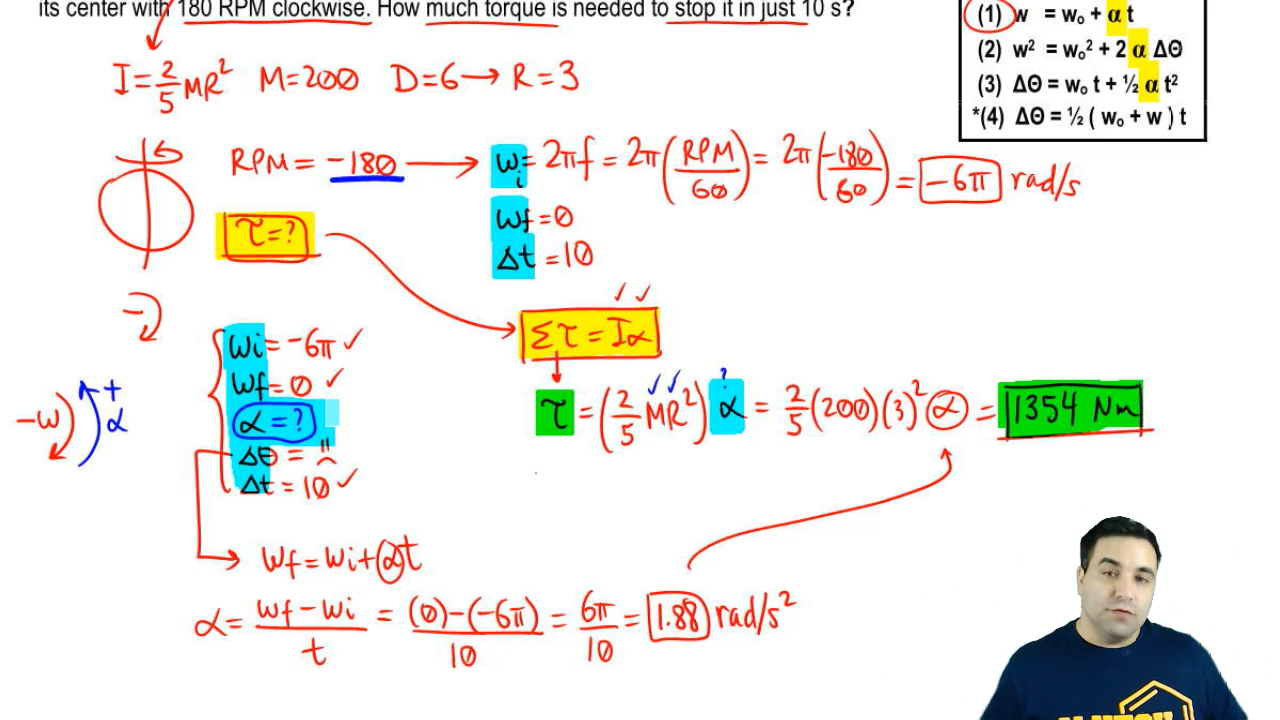 its center with 180 RPM clockwise. How much torque is needed to stop it in just 10 s?
(1) w = w₀ + α t
(2) w² = w₀² + 2 α ΔΘ
(3) ΔΘ = w₀ t + ½ α t²
*(4) ΔΘ = ½ ( w₀ + w ) t
I = 2/5 MR² M=200 D=6 → R=3
RPM = -180 → Wi = 2πf = 2π(RPM/60) = 2π(-180/60) = -6π rad/s
τ=?
Wf=0
Δt=10
-
Στ = Iα
Wi = -6π ✓
Wf = 0 ✓
α = ?
Δθ = ¨⌢
Δt = 10 ✓
-W + α
τ = (2/5 MR²) α = 2/5 (200)(3)² α = 1354 Nm
Wf = Wi + αt
α = Wf - Wi / t = (0)-(-6π) / 10 = 6π/10 = 1.88 rad/s²